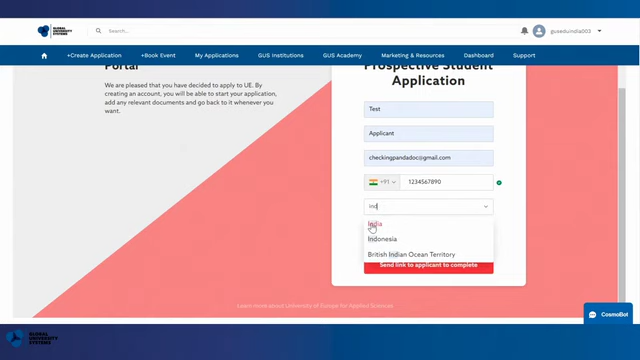 GLOBAL
UNIVERSITY
SYSTEMS
Search...
guseduindia003
+Create Application
+Book Event
My Applications
GUS Institutions
GUS Academy
Marketing & Resources
Dashboard
Support
Portal
We are pleased that you have decided to apply to UE. By
creating an account, you will be able to start your application,
add any relevant documents and go back to it whenever you
want.
Prospective Student
Application
Test
Applicant
checkingpandadoc@gmail.com
+91
1234567890
ind
India
Indonesia
British Indian Ocean Territory
Send link to applicant to complete
Learn more about University of Europe for Applied Sciences
CosmoBot
GLOBAL
UNIVERSITY
SYSTEMS